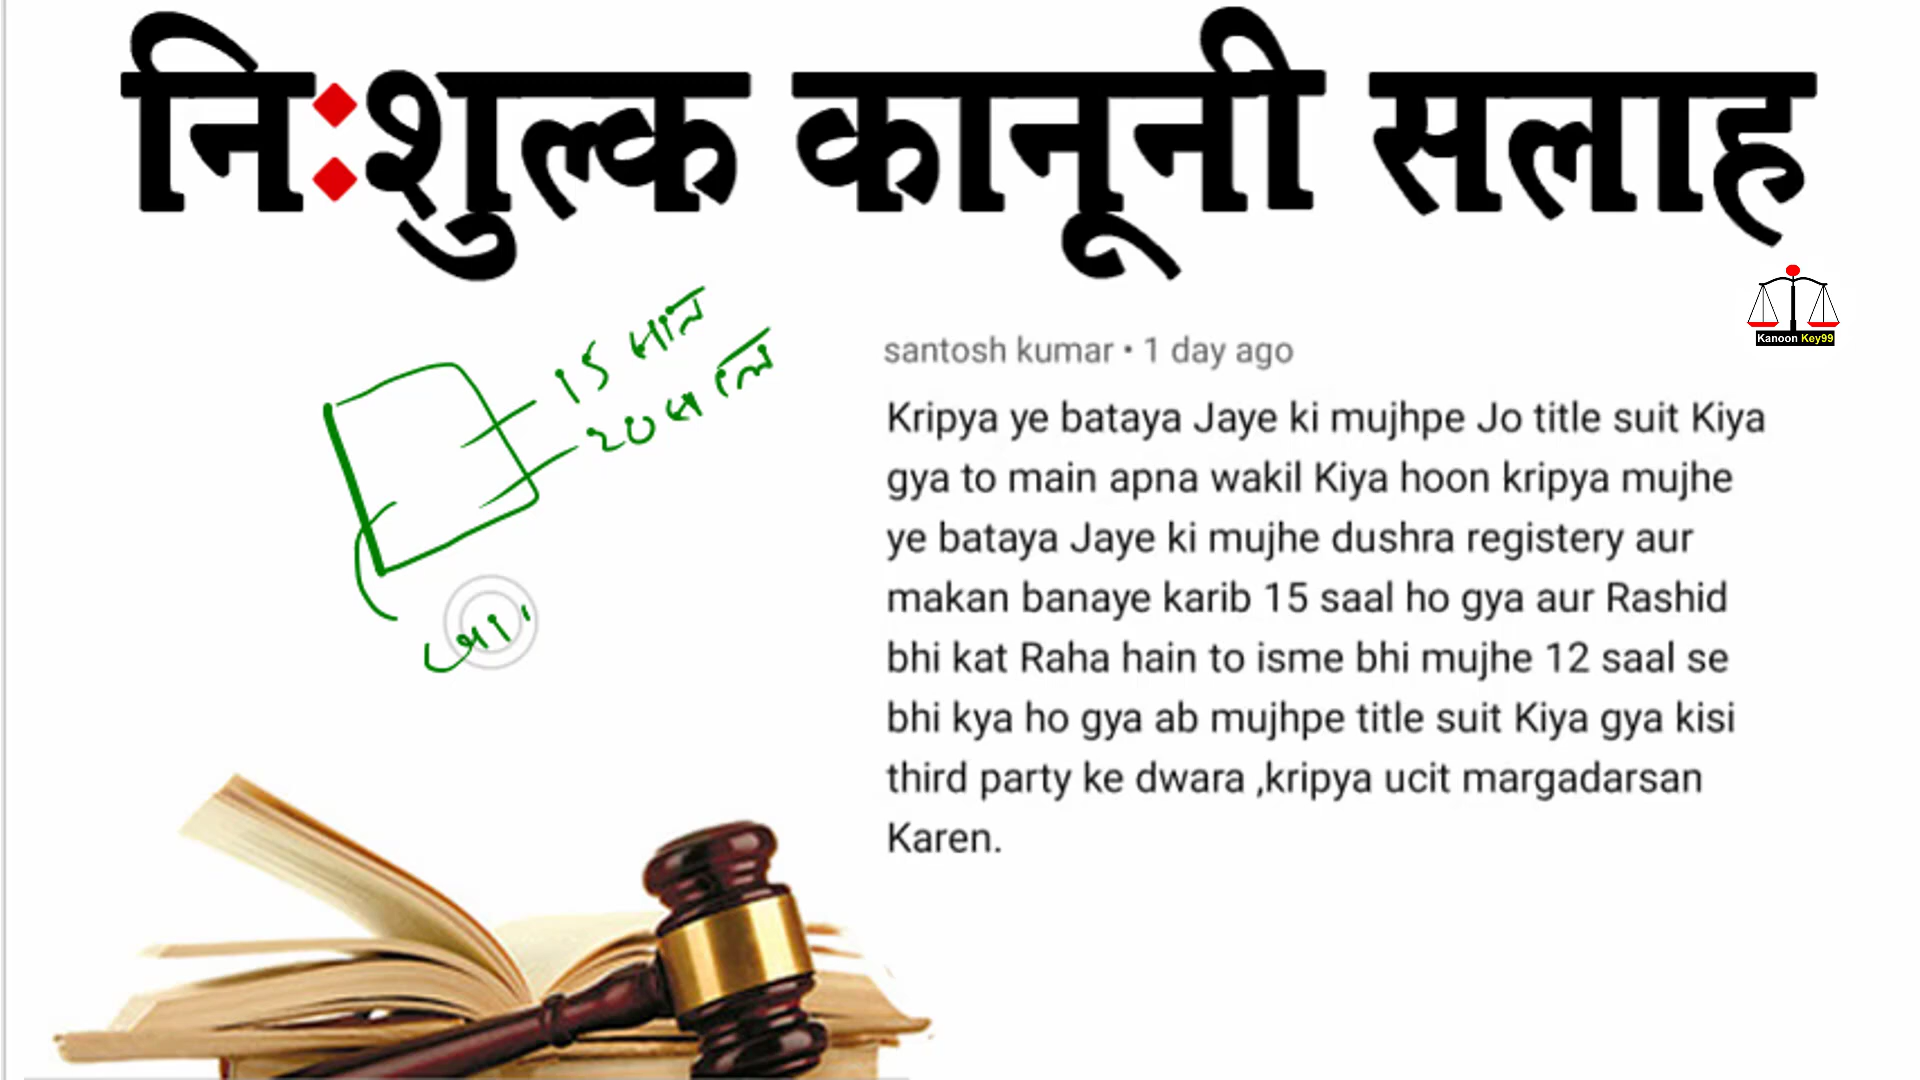 नि:शुल्क कानूनी सलाह
15
20
Kanoon Key99
santosh kumar • 1 day ago
Kripya ye bataya Jaye ki mujhpe Jo title suit Kiya
gya to main apna wakil Kiya hoon kripya mujhe
ye bataya Jaye ki mujhe dushra registery aur
makan banaye karib 15 saal ho gya aur Rashid
bhi kat Raha hain to isme bhi mujhe 12 saal se
bhi kya ho gya ab mujhpe title suit Kiya gya kisi
third party ke dwara ,kripya ucit margadarsan
Karen.